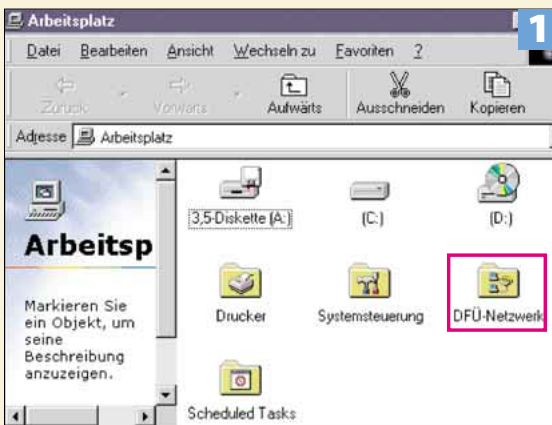 Arbeitsplatz
1
Datei Bearbeiten Ansicht Wechseln zu Favoriten ?
Zurück Vorwärts Aufwärts Ausschneiden Kopieren
Adresse Arbeitsplatz
3,5-Diskette (A:) (C:) (D:)
Arbeitsp
Markieren Sie
ein Objekt, um
seine
Beschreibung
anzuzeigen.
Drucker Systemsteuerung DFÜ-Netzwerk
Scheduled Tasks